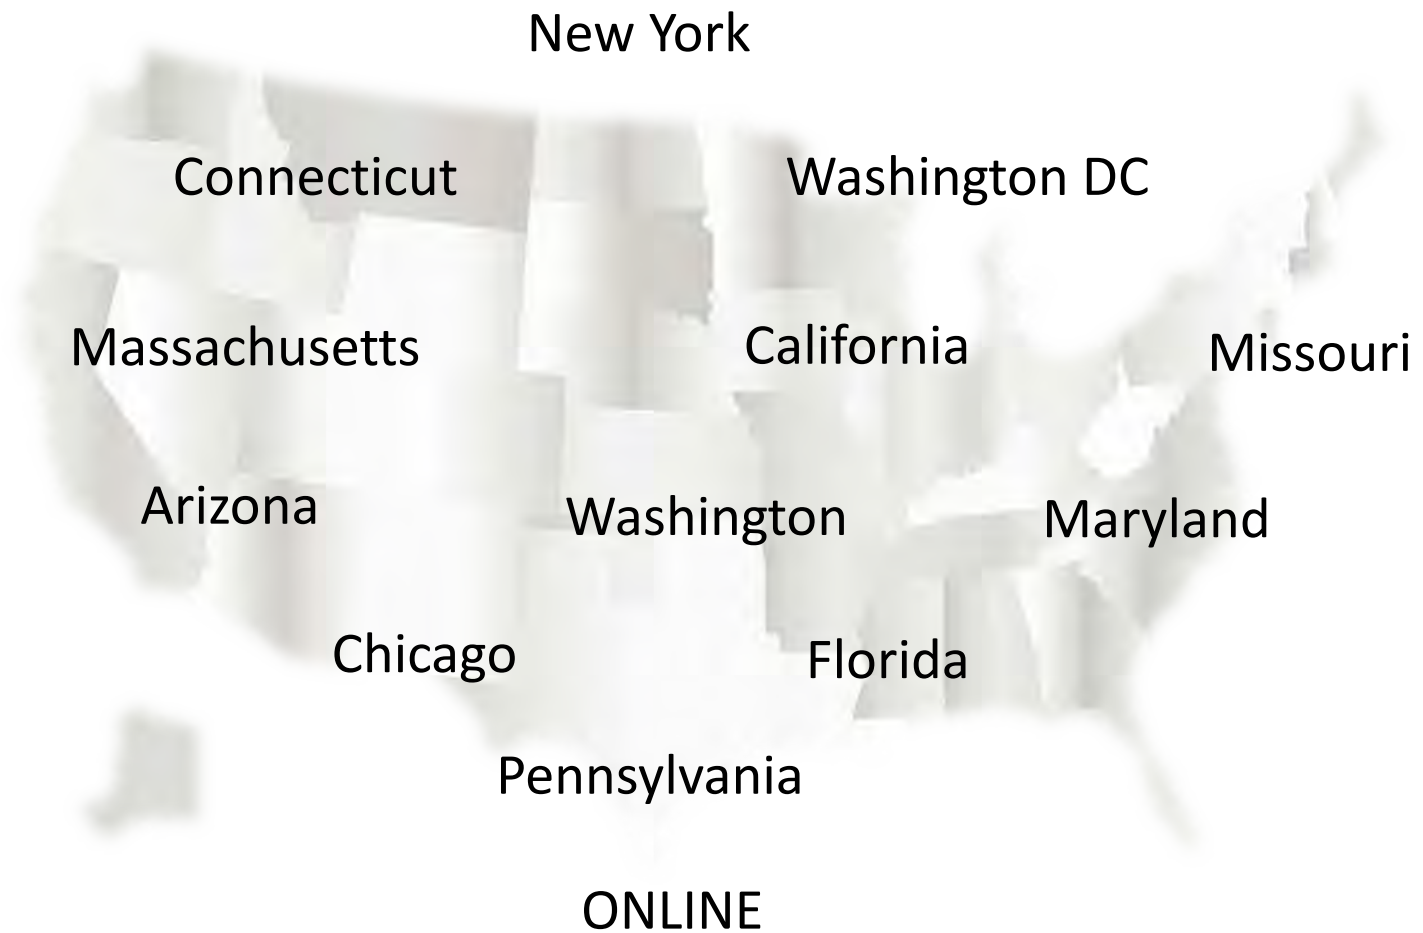 New York
Connecticut
Washington DC
Massachusetts
California
Missouri
Arizona
Washington
Maryland
Chicago
Florida
Pennsylvania
ONLINE